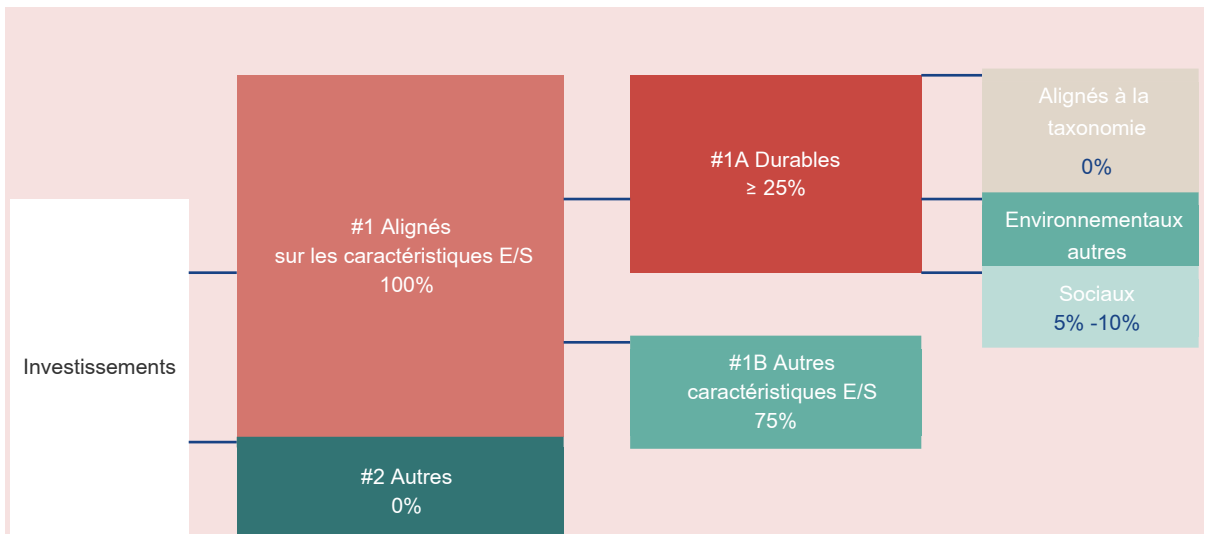 Investissements
#1 Alignés
sur les caractéristiques E/S
100%
#2 Autres
0%
#1A Durables
≥ 25%
#1B Autres
caractéristiques E/S
75%
Alignés à la
taxonomie
0%
Environnementaux
autres
Sociaux
5% -10%